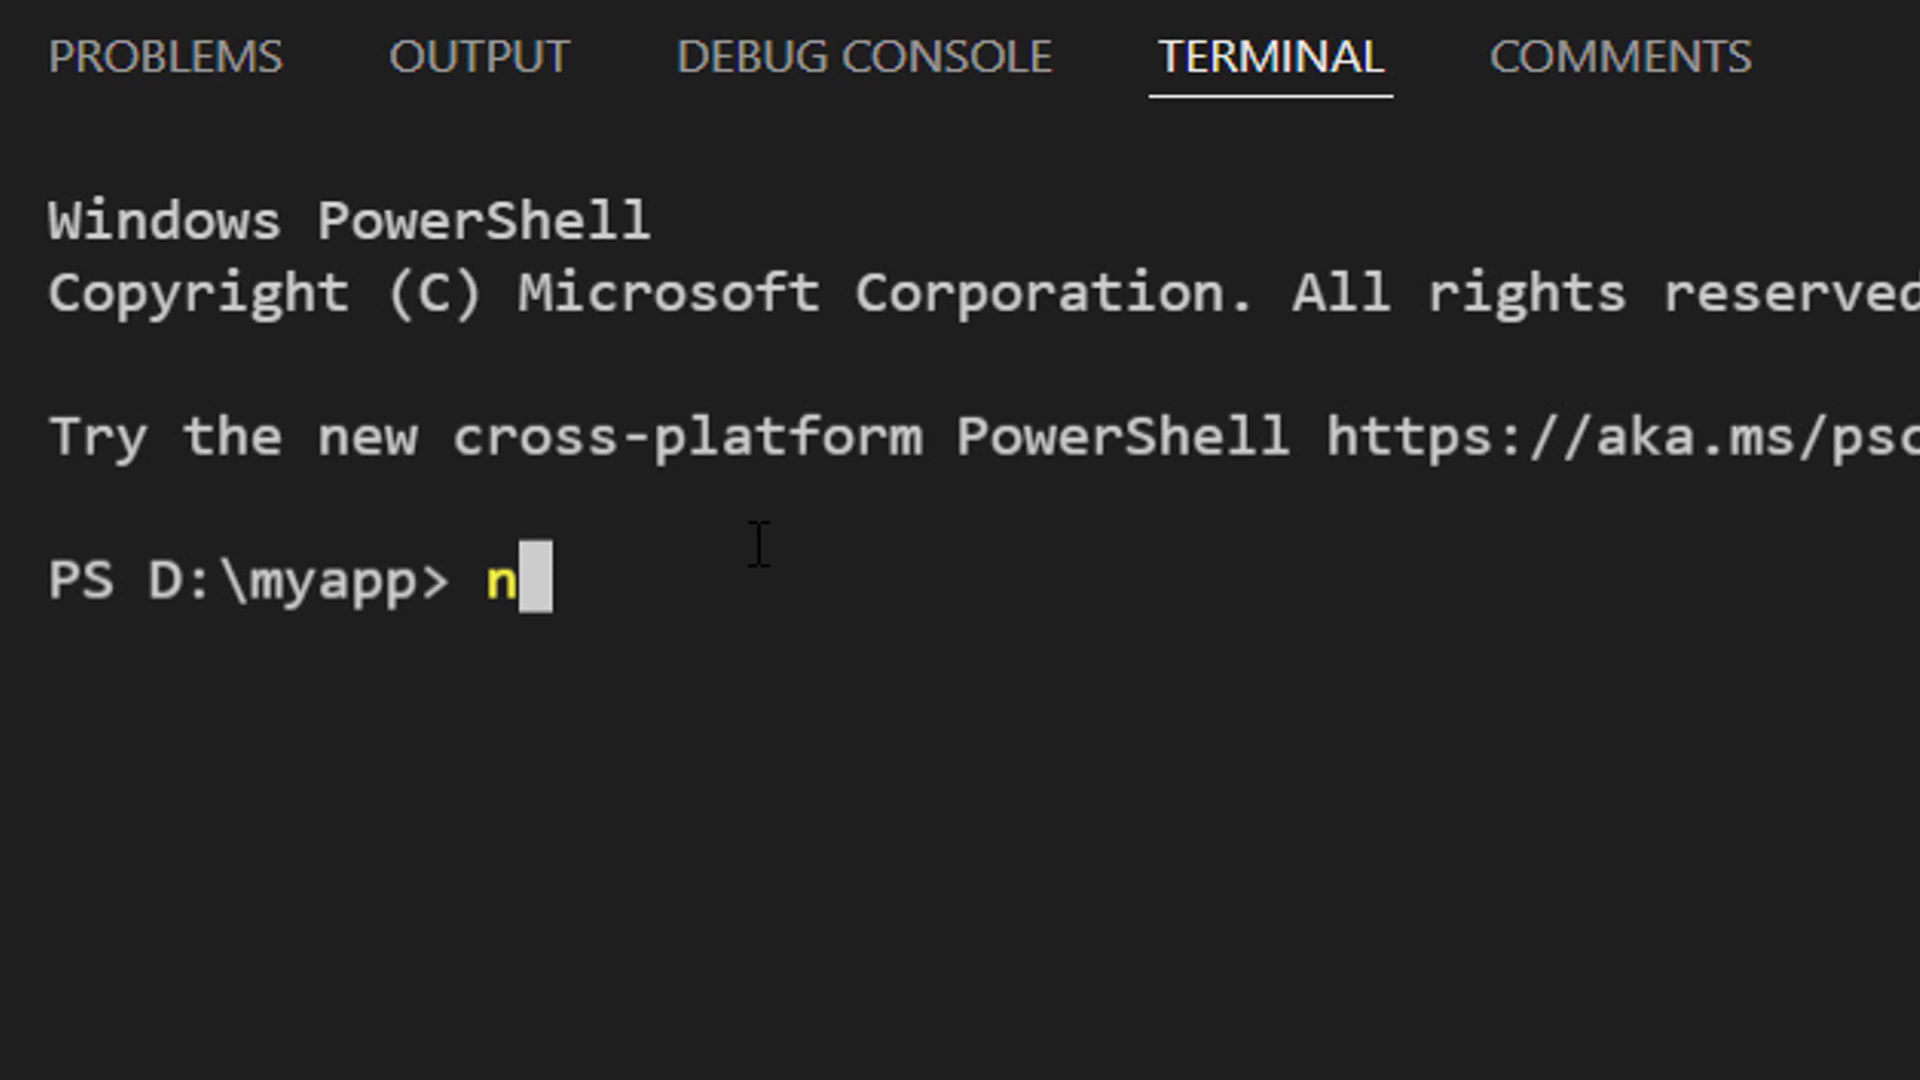 PROBLEMS OUTPUT DEBUG CONSOLE TERMINAL COMMENTS
Windows PowerShell
Copyright (C) Microsoft Corporation. All rights reserved
Try the new cross-platform PowerShell https://aka.ms/psc
PS D:\myapp> n